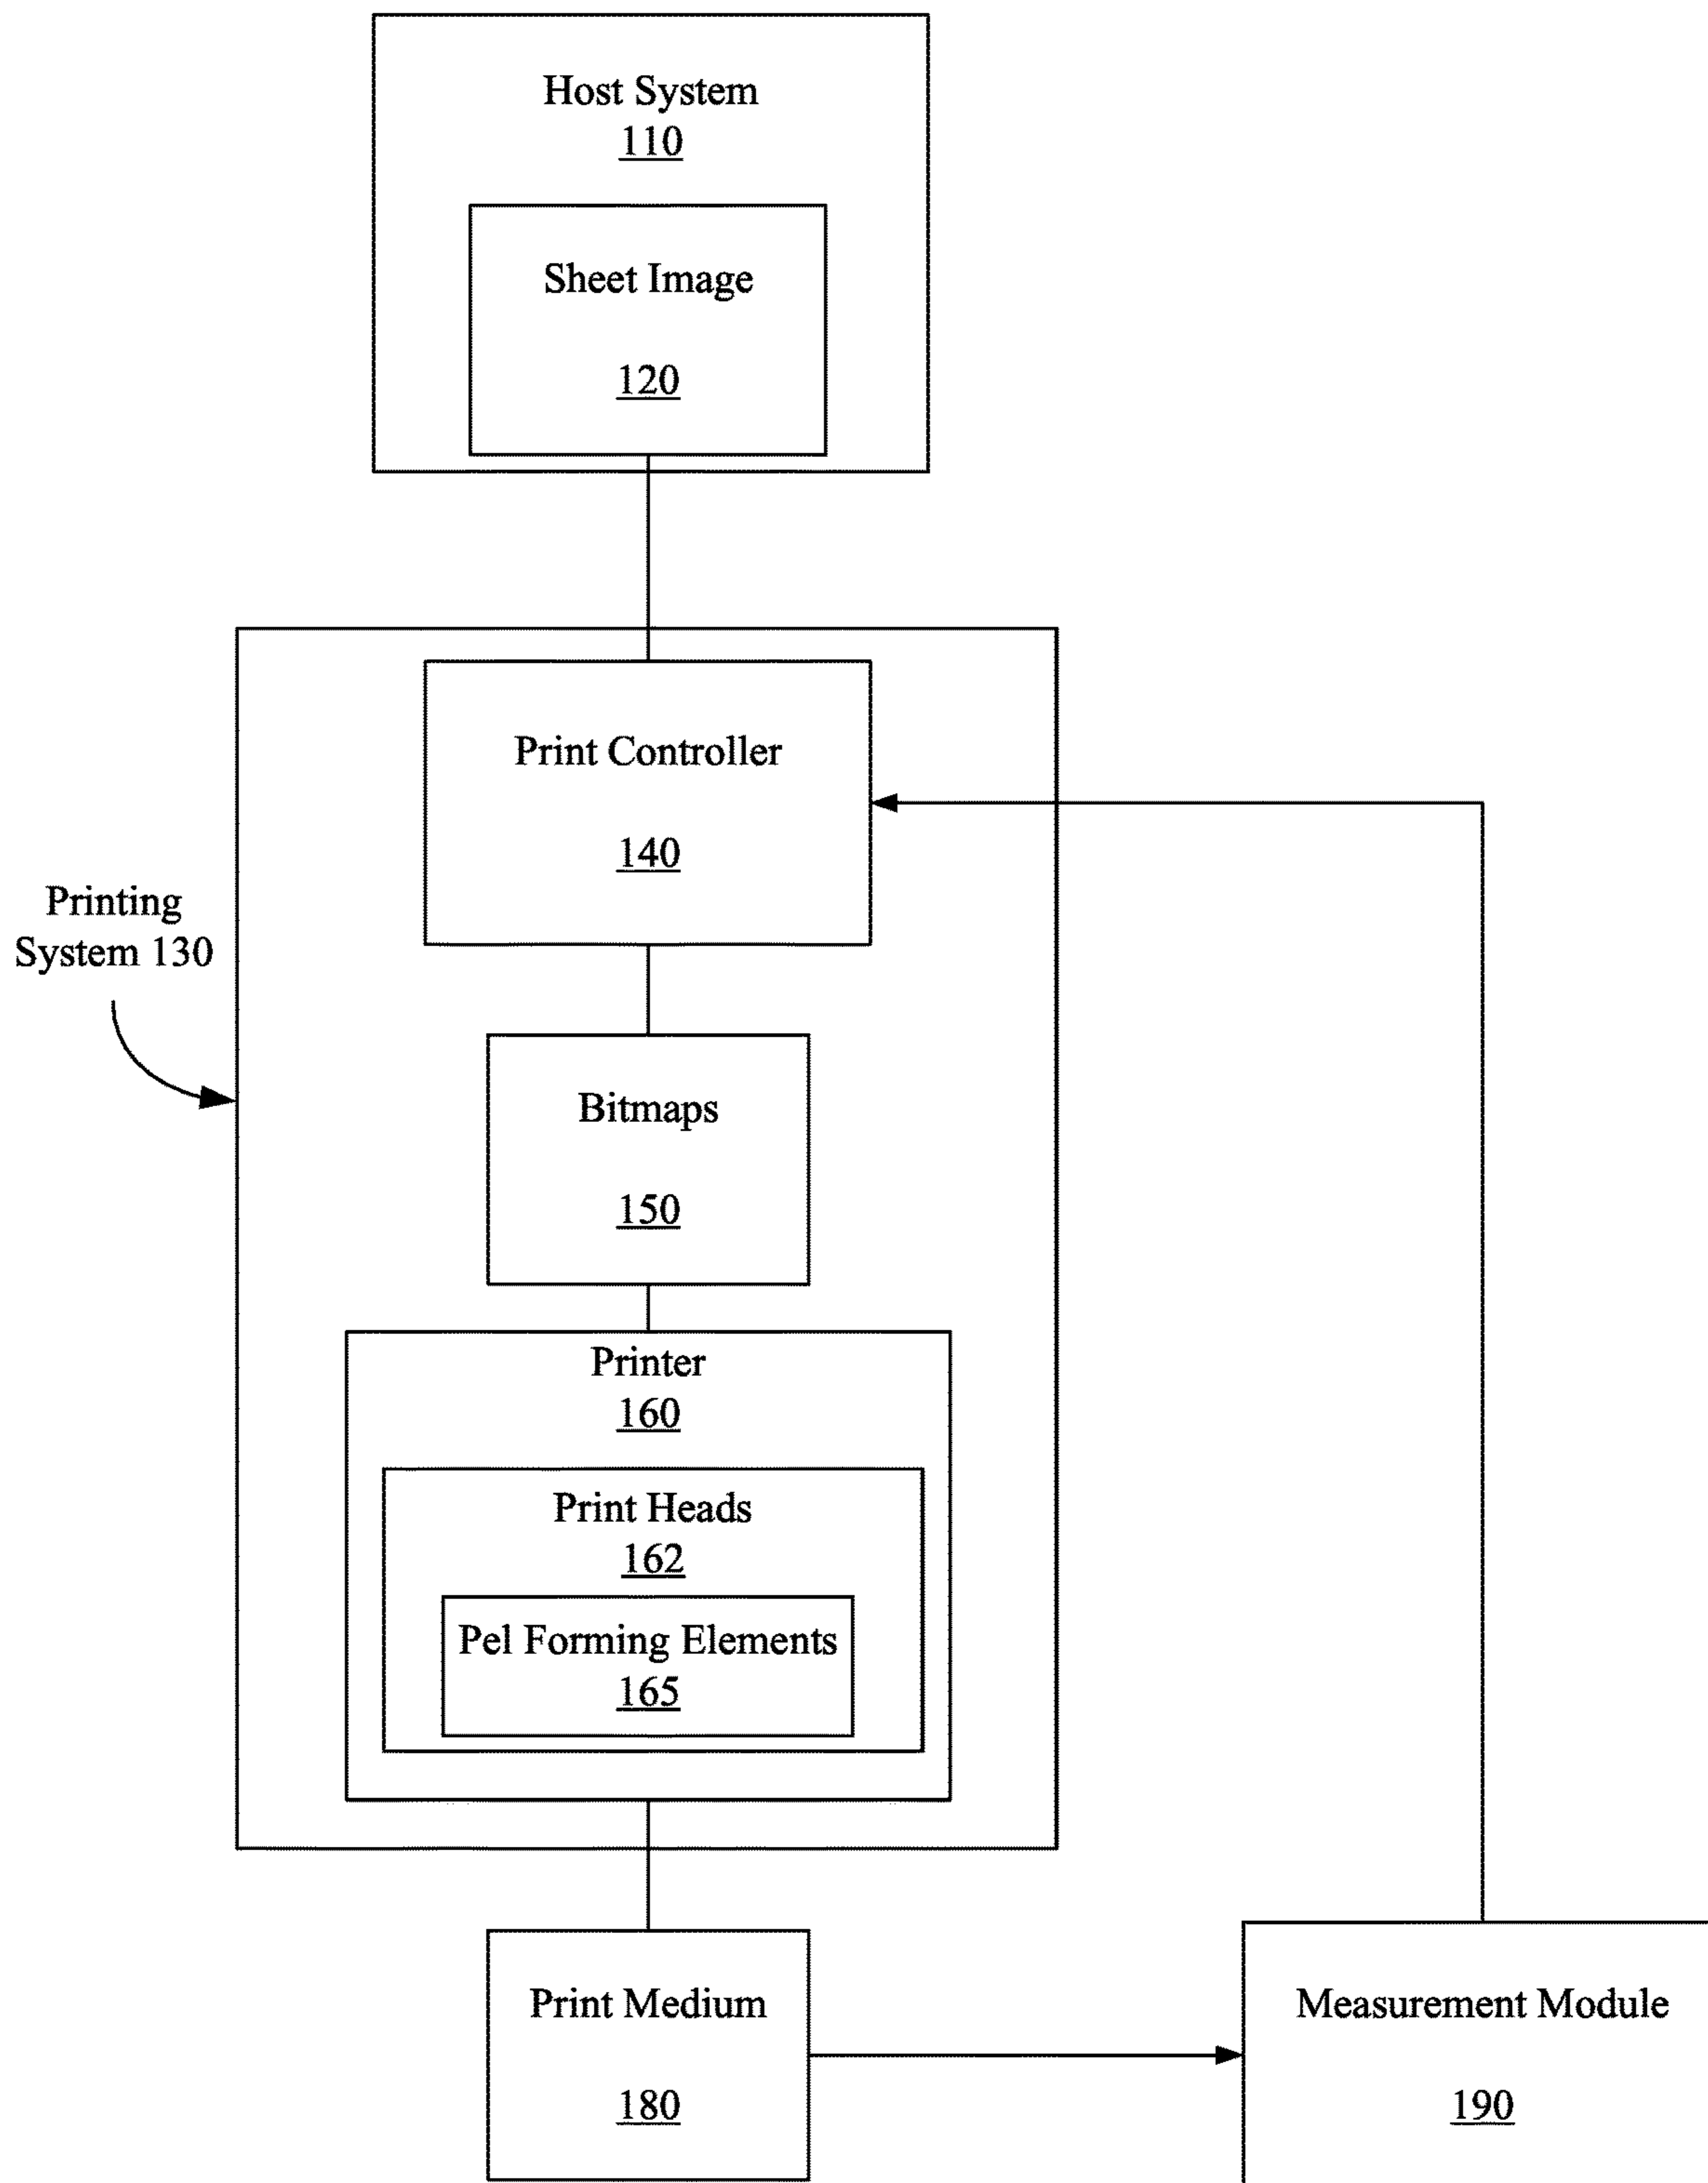 Host System
110
Sheet Image
120
Print Controller
140
Printing
System 130
Bitmaps
150
Printer
160
Print Heads
162
Pel Forming Elements
165
Print Medium
180
Measurement Module
190